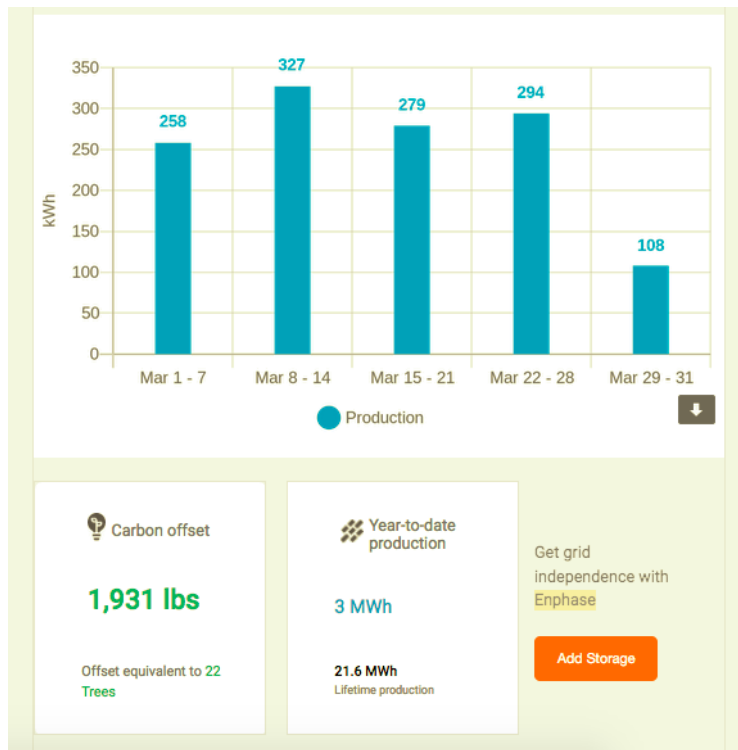 350
300
250
200
150
100
50
0
kWh
258
327
279
294
108
Mar 1 - 7
Mar 8 - 14
Mar 15 - 21
Mar 22 - 28
Mar 29 - 31
Production
Carbon offset
1,931 lbs
Offset equivalent to 22
Trees
Year-to-date
production
3 MWh
21.6 MWh
Lifetime production
Get grid
independence with
Enphase
Add Storage